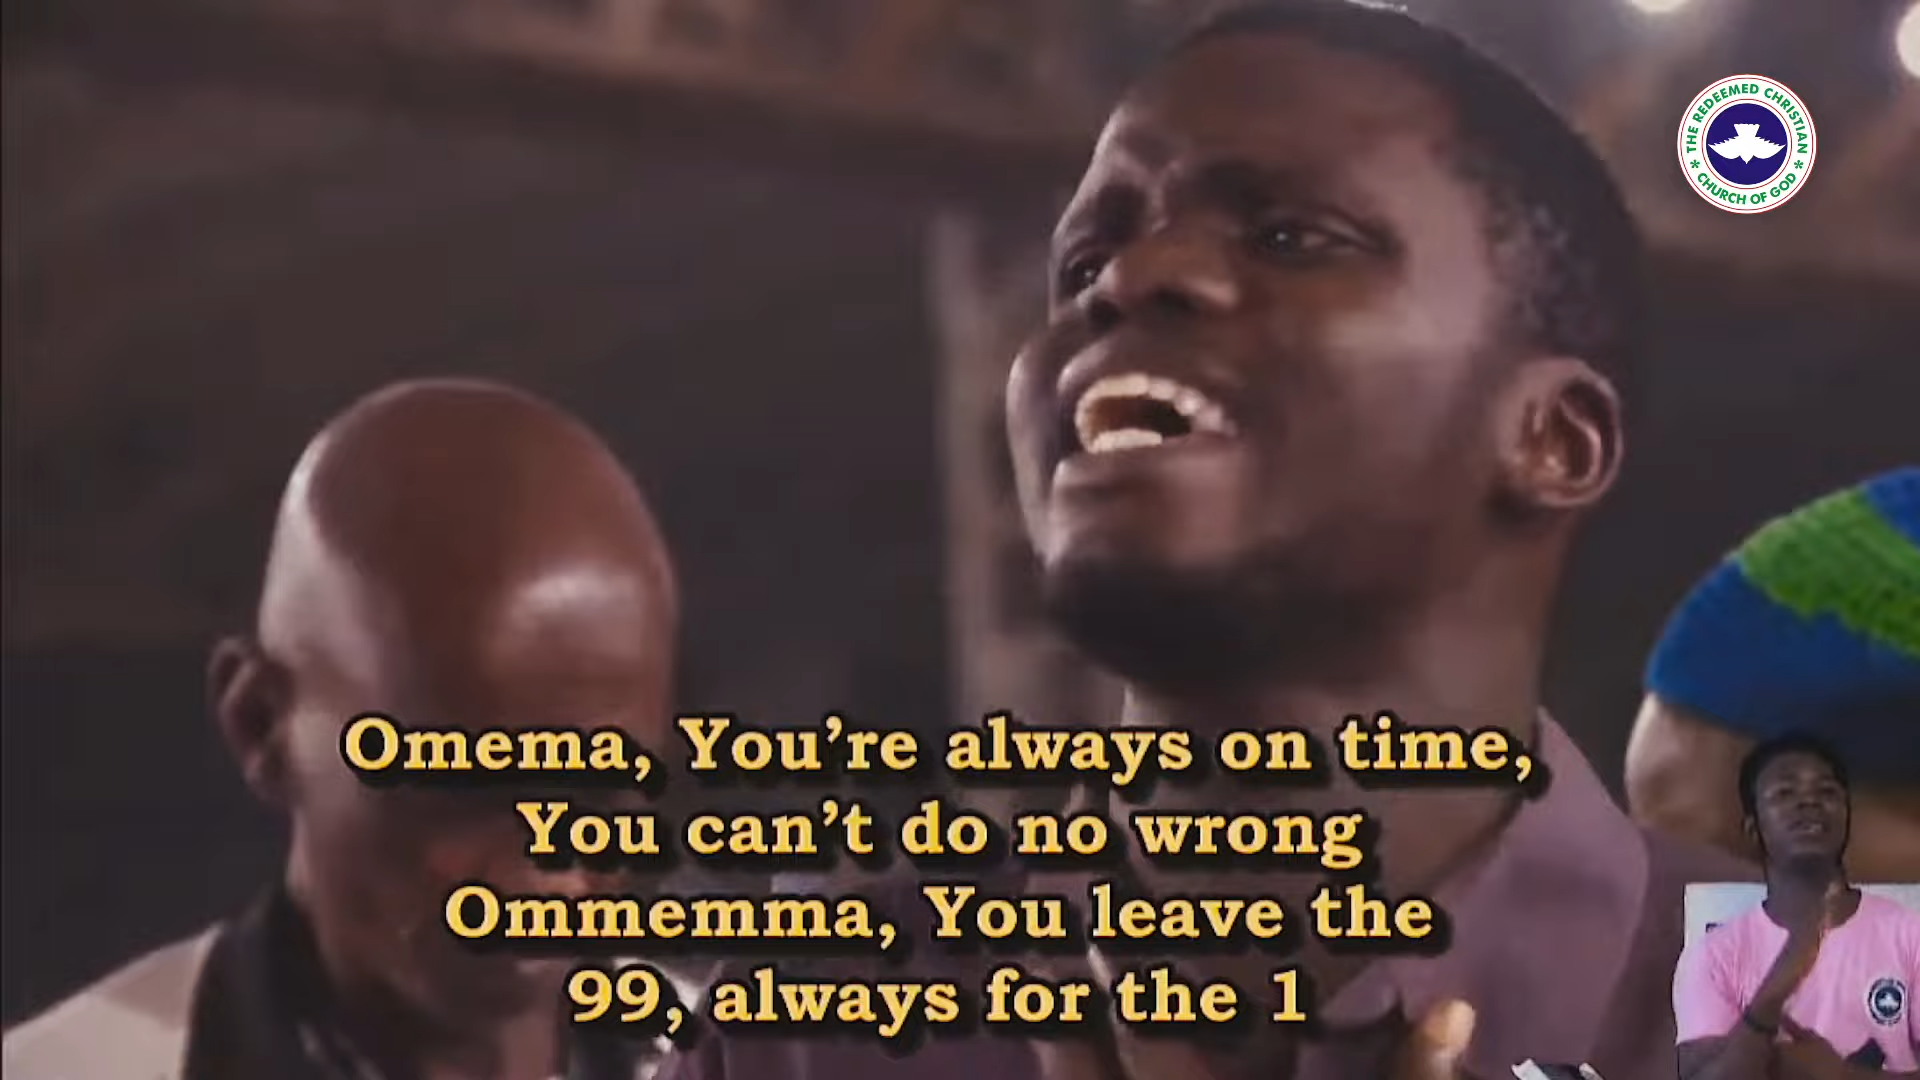 THE REDEEMED CHRISTIAN
CHURCH OF GOD
Omema, You're always on time,
You can't do no wrong
Ommemma, You leave the
99, always for the 1